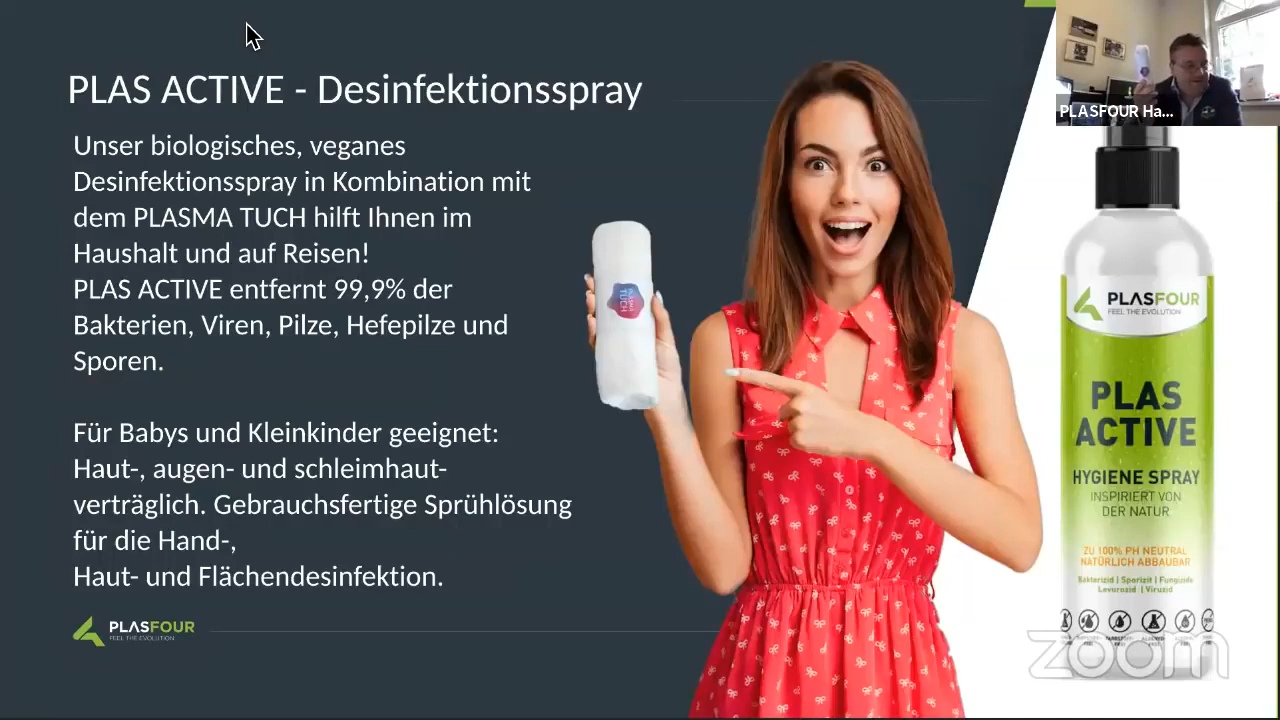 PLAS ACTIVE - Desinfektionsspray
Unser biologisches, veganes
Desinfektionsspray in Kombination mit
dem PLASMA TUCH hilft Ihnen im
Haushalt und auf Reisen!
PLAS ACTIVE entfernt 99,9% der
Bakterien, Viren, Pilze, Hefepilze und
Sporen.
Für Babys und Kleinkinder geeignet:
Haut-, augen- und schleimhaut-
verträglich. Gebrauchsfertige Sprühlösung
für die Hand-,
Haut- und Flächendesinfektion.
PLASFOUR
FEEL THE EVOLUTION
PLASMA
TUCH
PLASFOUR Ha...
PLASFOUR
FEEL THE EVOLUTION
PLAS
ACTIVE
HYGIENE SPRAY
INSPIRIERT VON
DER NATUR
ZU 100% PH NEUTRAL
NATÜRLICH ABBAUBAR
Bakterizid | Sporizit | Fungizide
Levurozid | Viruzid
zoom